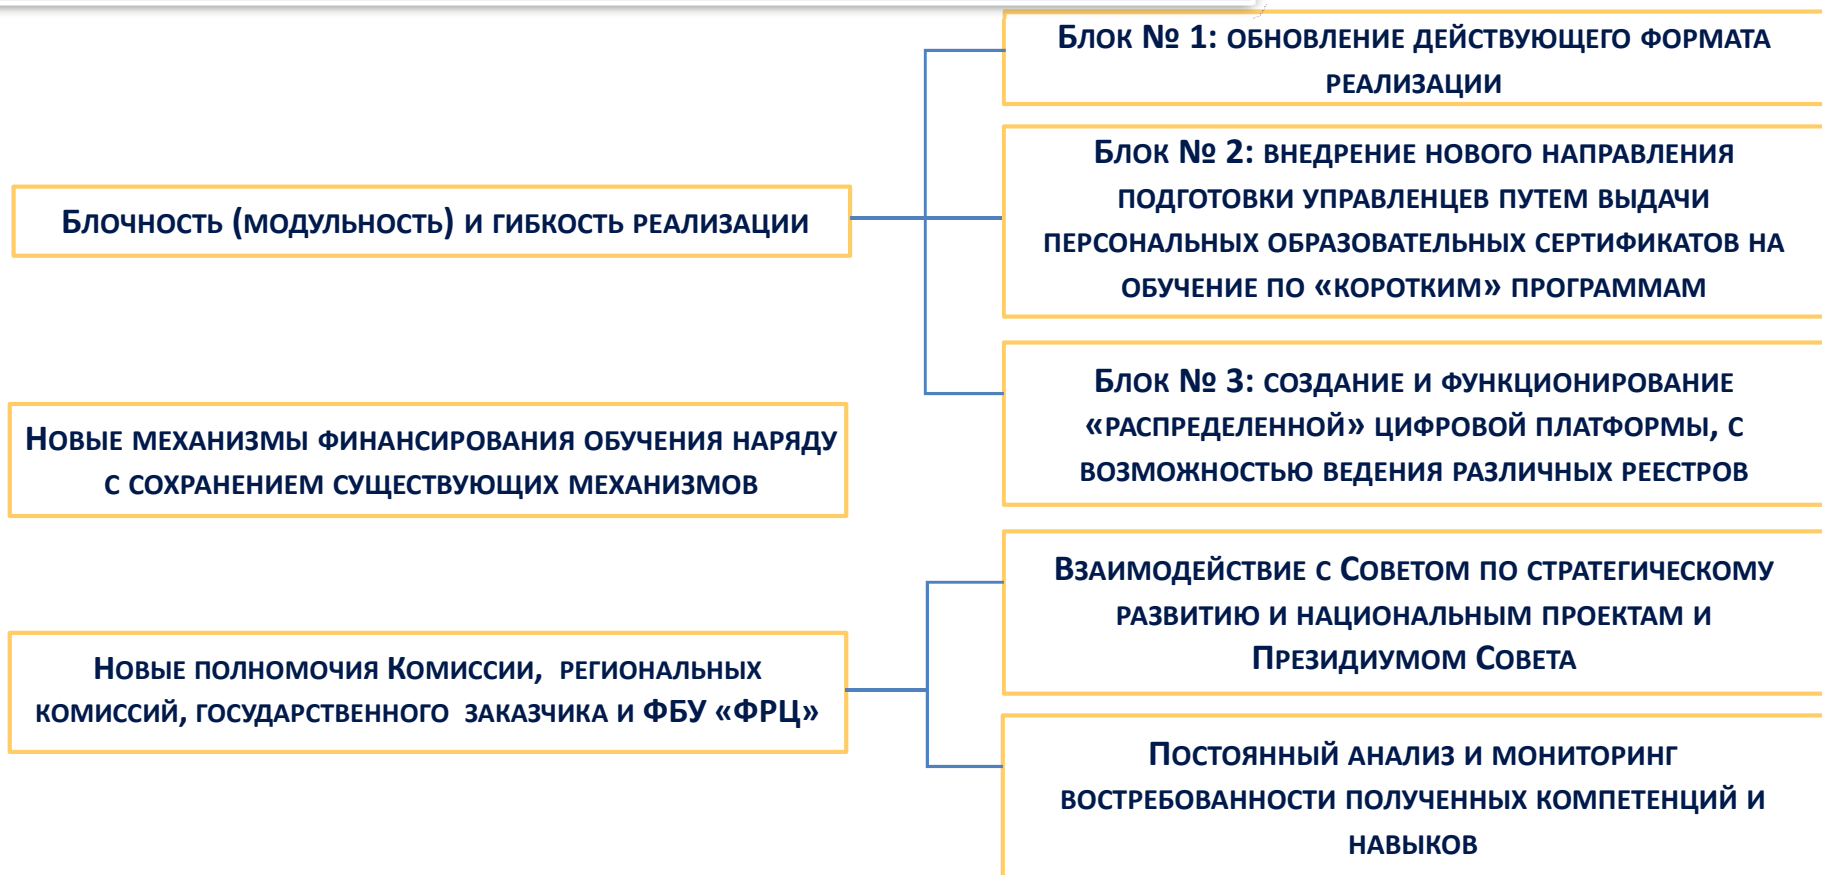 Блочность (модульность) и гибкость реализации
Блок № 1: обновление действующего формата
реализации
Блок № 2: внедрение нового направления
подготовки управленцев путем выдачи
персональных образовательных сертификатов на
обучение по «коротким» программам
Блок № 3: создание и функционирование
«распределенной» цифровой платформы, с
возможностью ведения различных реестров
Новые механизмы финансирования обучения наряду
с сохранением существующих механизмов
Новые полномочия Комиссии, региональных
комиссий, государственного заказчика и ФБУ «ФРЦ»
Взаимодействие с Советом по стратегическому
развитию и национальным проектам и
Президиумом Совета
Постоянный анализ и мониторинг
востребованности полученных компетенций и
навыков